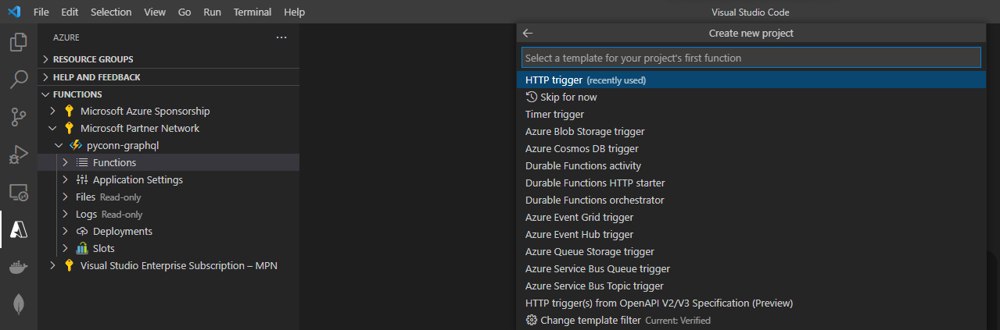 File Edit Selection View Go Run Terminal Help
Visual Studio Code
AZURE
RESOURCE GROUPS
HELP AND FEEDBACK
FUNCTIONS
Microsoft Azure Sponsorship
Microsoft Partner Network
pyconn-graphql
Functions
Application Settings
Files Read-only
Logs Read-only
Deployments
Slots
Visual Studio Enterprise Subscription – MPN
Create new project
Select a template for your project's first function
HTTP trigger (recently used)
Skip for now
Timer trigger
Azure Blob Storage trigger
Azure Cosmos DB trigger
Durable Functions activity
Durable Functions HTTP starter
Durable Functions orchestrator
Azure Event Grid trigger
Azure Event Hub trigger
Azure Queue Storage trigger
Azure Service Bus Queue trigger
Azure Service Bus Topic trigger
HTTP trigger(s) from OpenAPI V2/V3 Specification (Preview)
Change template filter Current: Verified